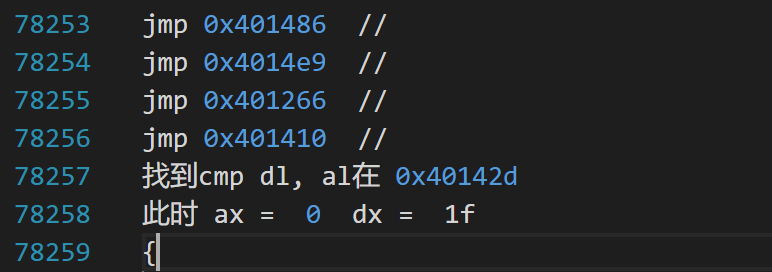 78253 jmp 0x401486 //
78254 jmp 0x4014e9 //
78255 jmp 0x401266 //
78256 jmp 0x401410 //
78257 找到cmp dl, al在 0x40142d
78258 此时 ax =  0  dx =  1f
78259 {